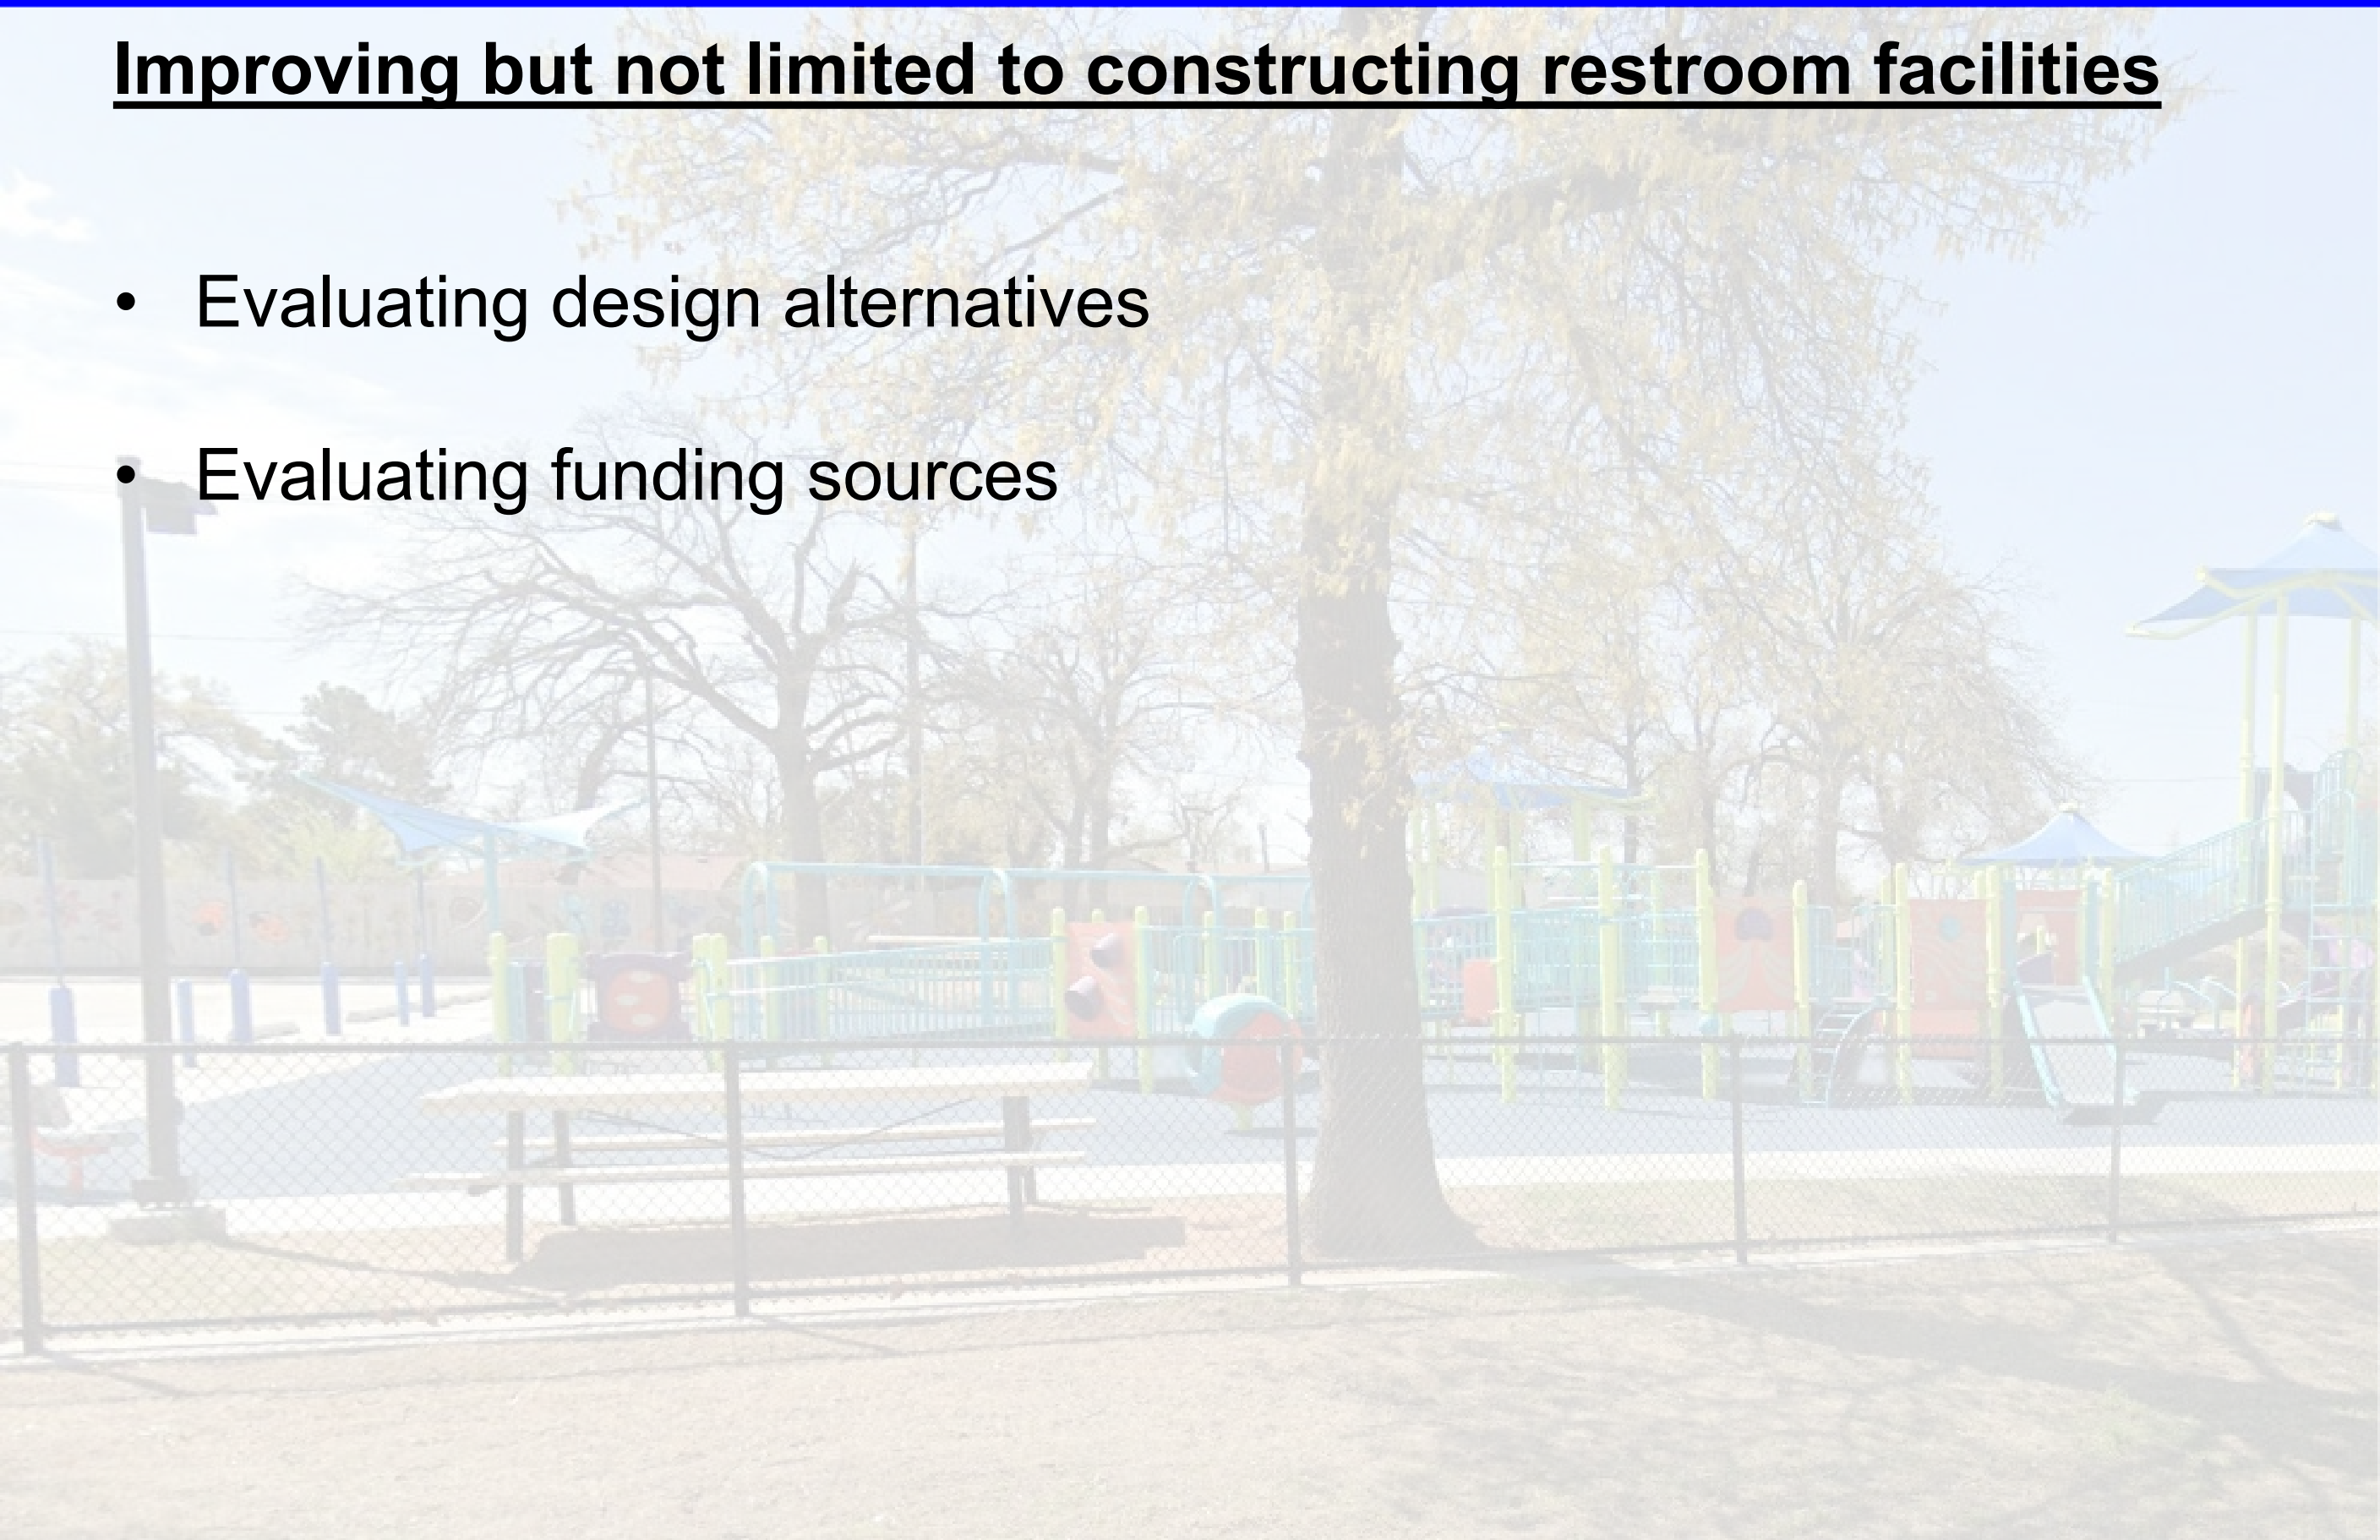 Improving but not limited to constructing restroom facilities
• Evaluating design alternatives
• Evaluating funding sources